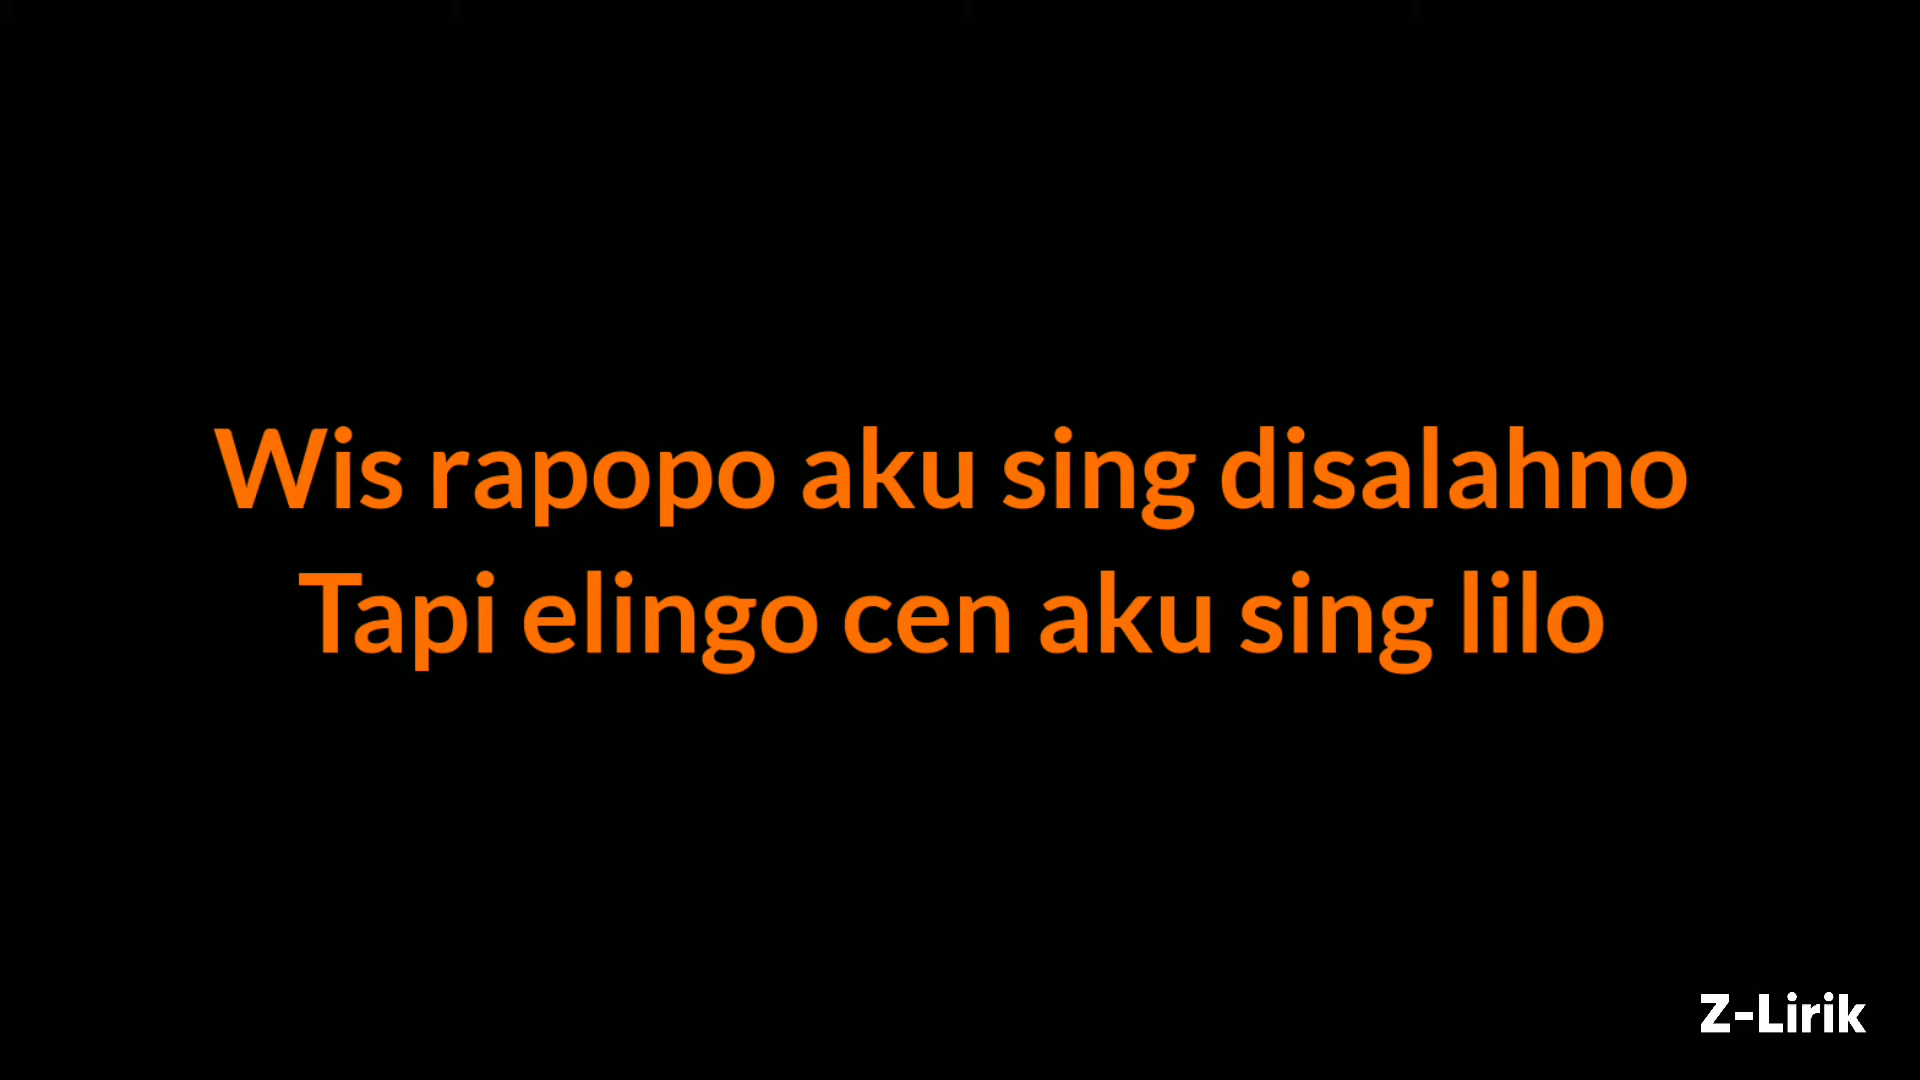 Wis rapopo aku sing disalahno
Tapi elingo cen aku sing lilo
Z-Lirik